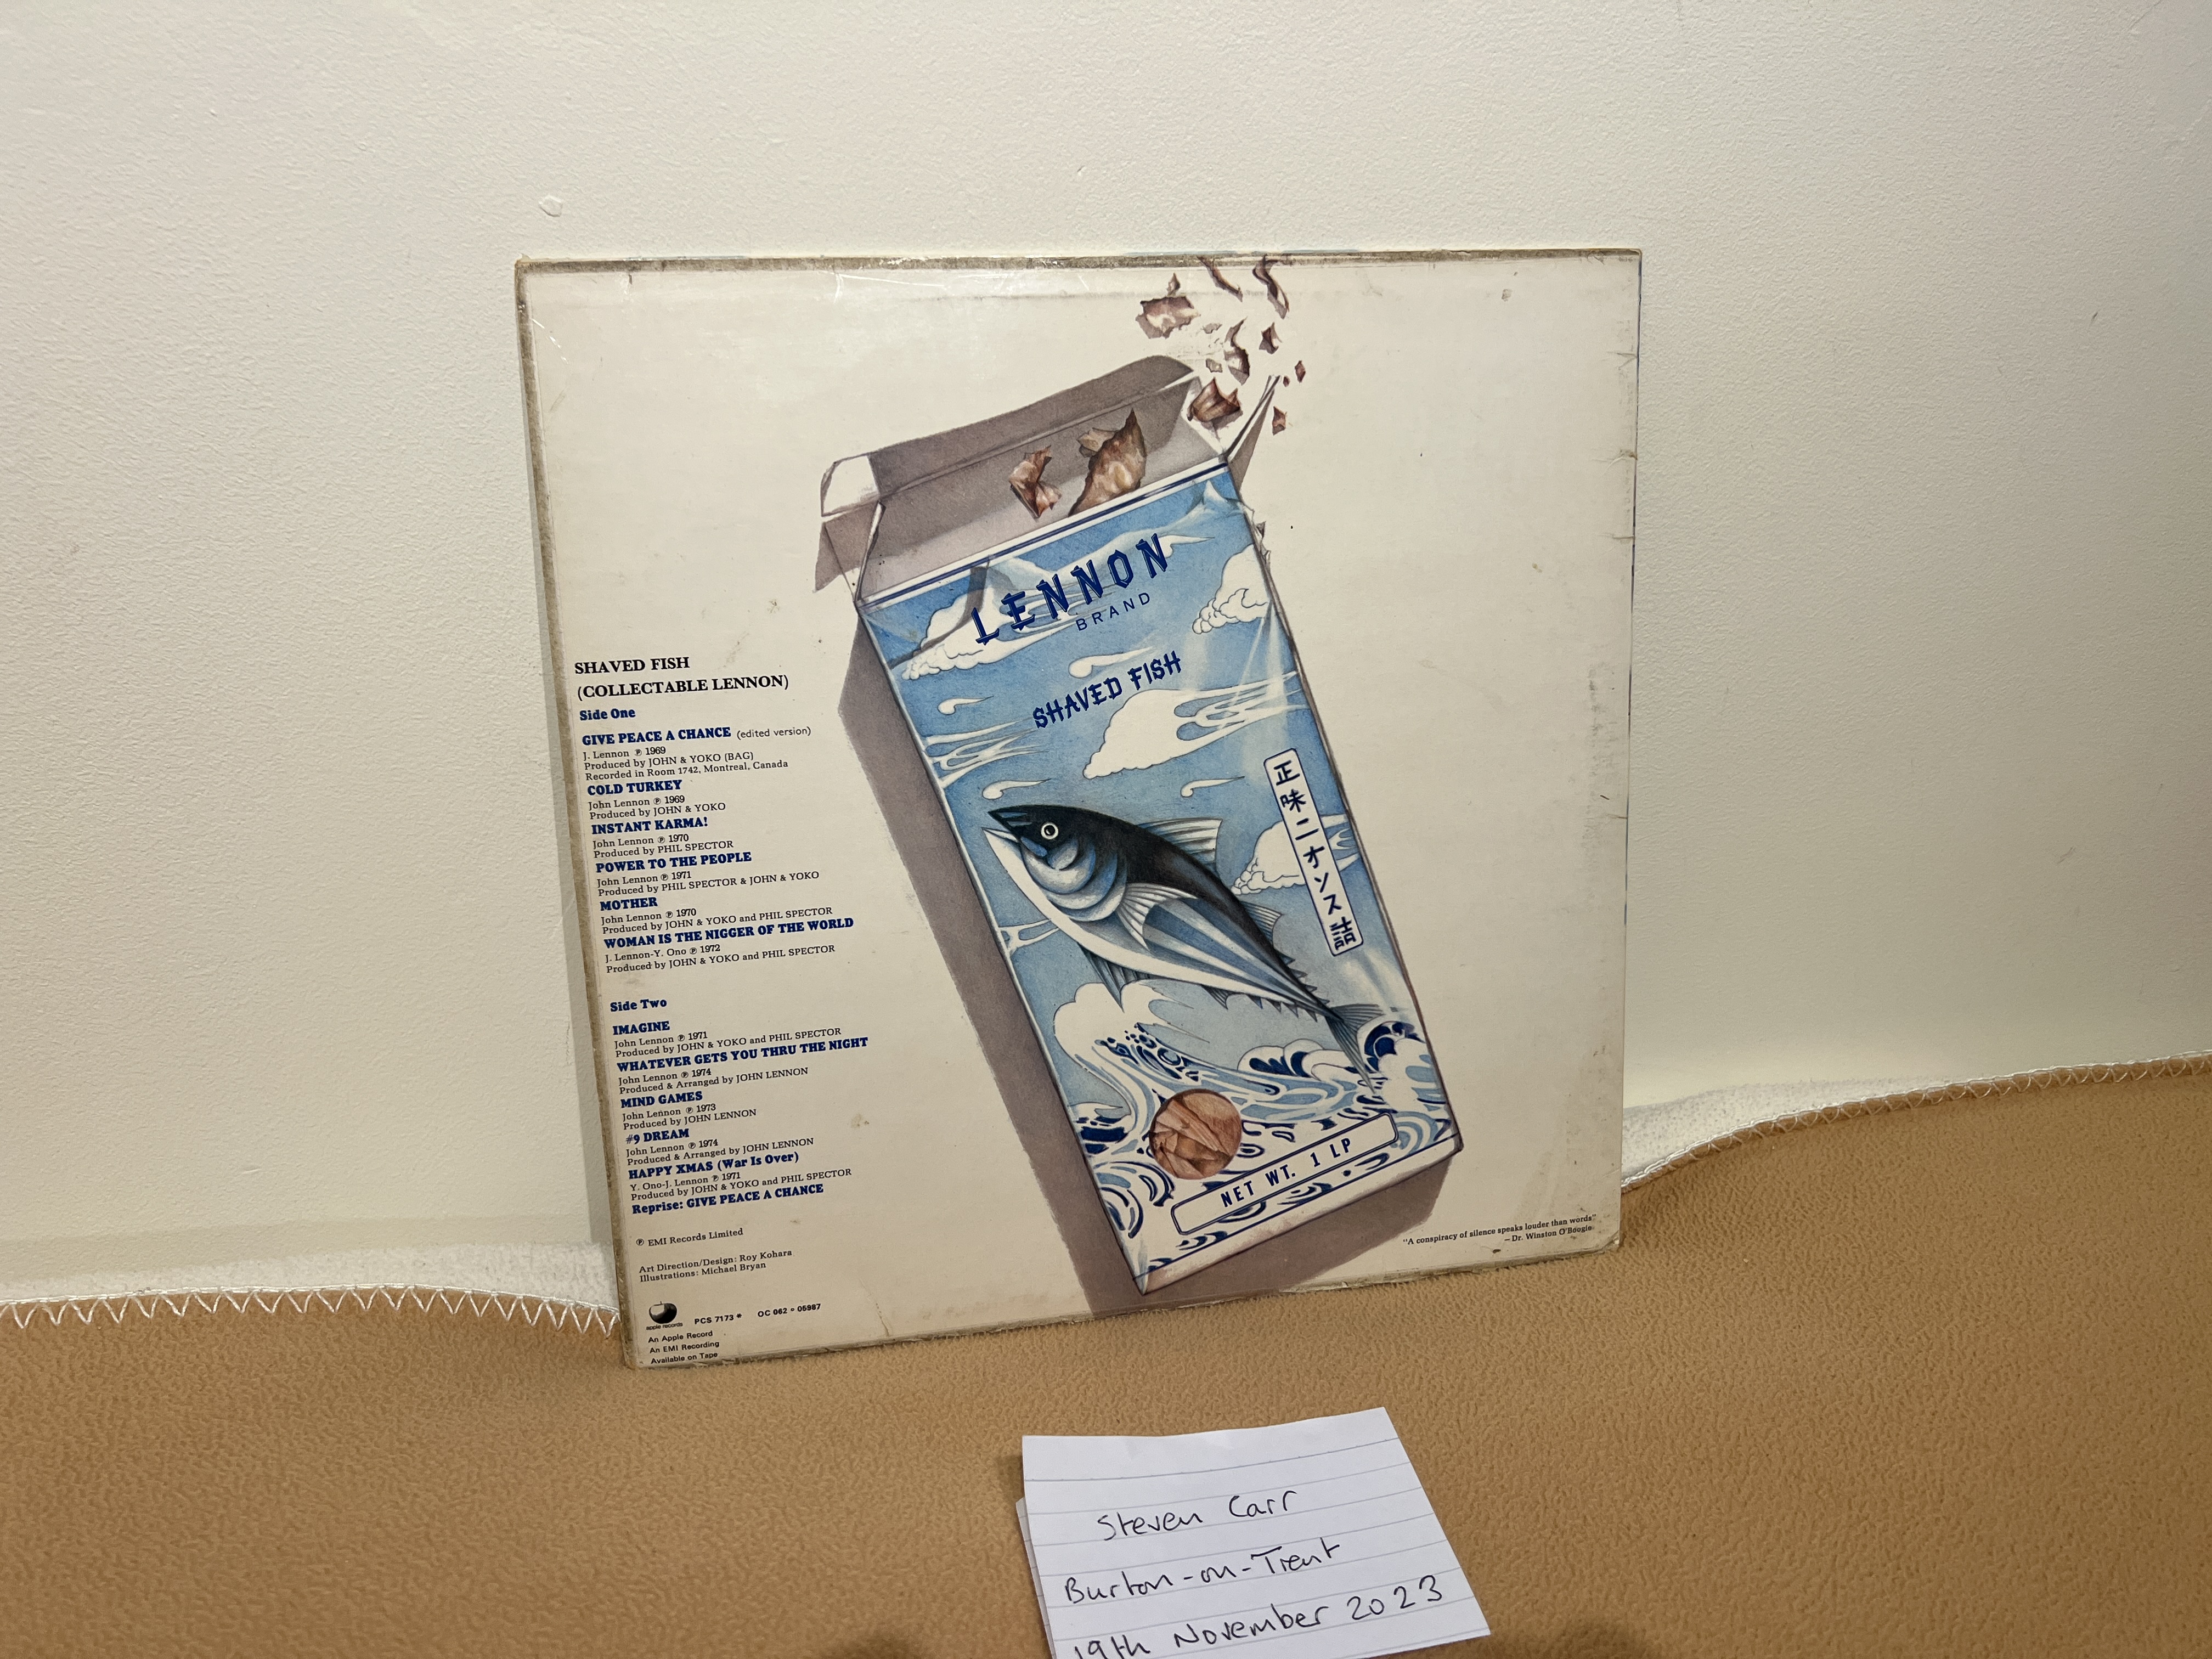 LENNON
BRAND
SHAVED FISH
正味二オンス詰
NET WT. 1 LP
SHAVED FISH
(COLLECTABLE LENNON)
Side One
GIVE PEACE A CHANCE (edited version)
J. Lennon ℗ 1969
Produced by JOHN & YOKO (BAG)
Recorded in Room 1742, Montreal, Canada
COLD TURKEY
John Lennon ℗ 1969
Produced by JOHN & YOKO
INSTANT KARMA!
John Lennon ℗ 1970
Produced by PHIL SPECTOR
POWER TO THE PEOPLE
John Lennon ℗ 1971
Produced by PHIL SPECTOR & JOHN & YOKO
MOTHER
John Lennon ℗ 1970
Produced by JOHN & YOKO and PHIL SPECTOR
WOMAN IS THE NIGGER OF THE WORLD
J. Lennon-Y. Ono ℗ 1972
Produced by JOHN & YOKO and PHIL SPECTOR
Side Two
IMAGINE
John Lennon ℗ 1971
Produced by JOHN & YOKO and PHIL SPECTOR
WHATEVER GETS YOU THRU THE NIGHT
John Lennon ℗ 1974
Produced & Arranged by JOHN LENNON
MIND GAMES
John Lennon ℗ 1973
Produced by JOHN LENNON
#9 DREAM
John Lennon ℗ 1974
Produced & Arranged by JOHN LENNON
HAPPY XMAS (War Is Over)
Y. Ono-J. Lennon ℗ 1971
Produced by JOHN & YOKO and PHIL SPECTOR
Reprise: GIVE PEACE A CHANCE
℗ EMI Records Limited
Art Direction/Design: Roy Kohara
Illustrations: Michael Bryan
apple records
PCS 7173 * OC 062 o 05987
An Apple Record
An EMI Recording
Available on Tape
"A conspiracy of silence speaks louder than words"
—Dr. Winston O'Boogie
Steven Carr
Burton-on-Trent
19th November 2023